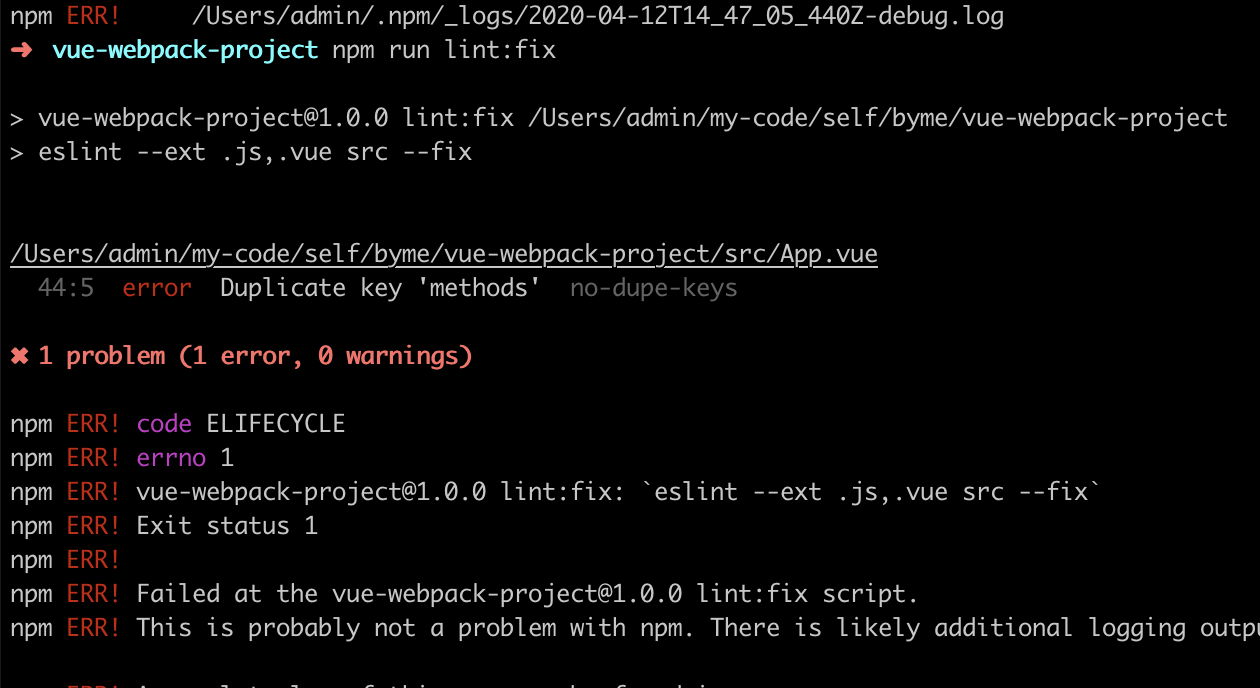 npm ERR!     /Users/admin/.npm/_logs/2020-04-12T14_47_05_440Z-debug.log
➜  vue-webpack-project npm run lint:fix
> vue-webpack-project@1.0.0 lint:fix /Users/admin/my-code/self/byme/vue-webpack-project
> eslint --ext .js,.vue src --fix
/Users/admin/my-code/self/byme/vue-webpack-project/src/App.vue
  44:5  error  Duplicate key 'methods'  no-dupe-keys
✖ 1 problem (1 error, 0 warnings)
npm ERR! code ELIFECYCLE
npm ERR! errno 1
npm ERR! vue-webpack-project@1.0.0 lint:fix: `eslint --ext .js,.vue src --fix`
npm ERR! Exit status 1
npm ERR!
npm ERR! Failed at the vue-webpack-project@1.0.0 lint:fix script.
npm ERR! This is probably not a problem with npm. There is likely additional logging outpu